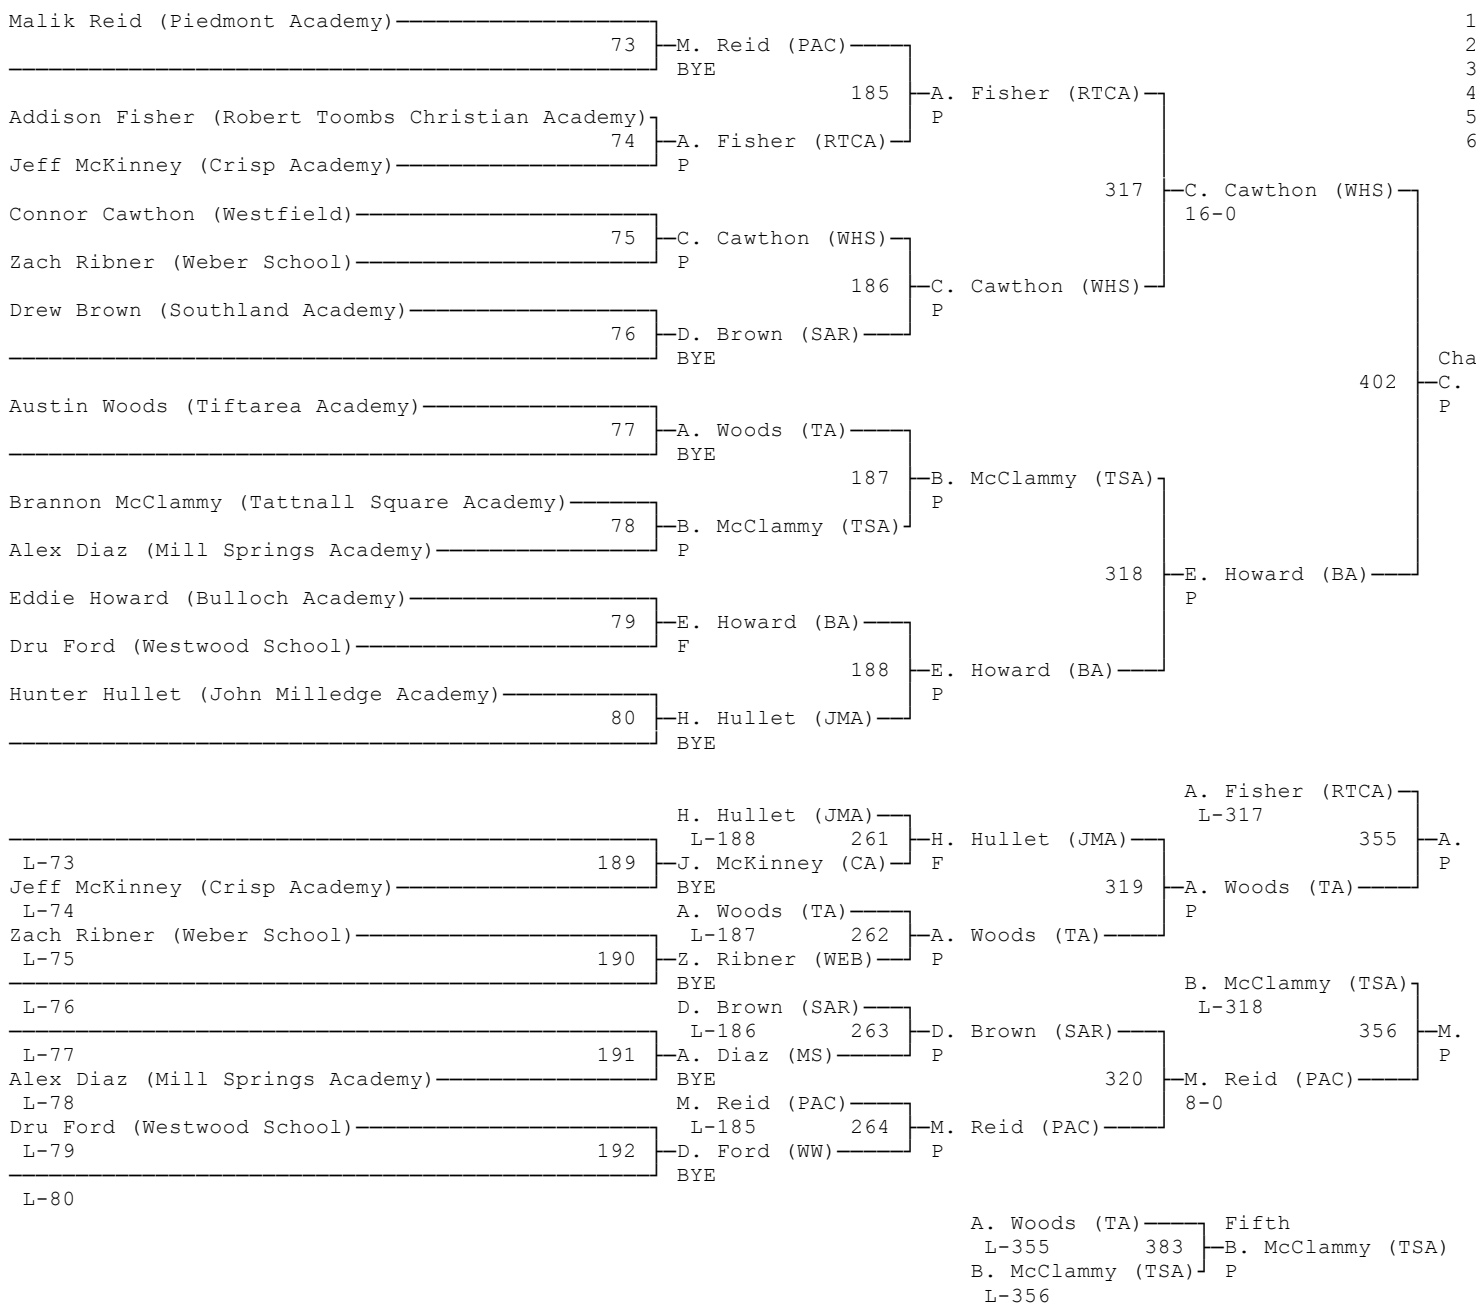 Malik Reid (Piedmont Academy) 1
73 M. Reid (PAC) 2
BYE 3
185 A. Fisher (RTCA) 4
Addison Fisher (Robert Toombs Christian Academy) P 5
74 A. Fisher (RTCA) 6
Jeff McKinney (Crisp Academy) P
317 C. Cawthon (WHS)
Connor Cawthon (Westfield) 16-0
75 C. Cawthon (WHS)
Zach Ribner (Weber School) P
186 C. Cawthon (WHS)
Drew Brown (Southland Academy) P
76 D. Brown (SAR)
BYE Cha
402 C.
Austin Woods (Tiftarea Academy) P
77 A. Woods (TA)
BYE
187 B. McClammy (TSA)
Brannon McClammy (Tattnall Square Academy) P
78 B. McClammy (TSA)
Alex Diaz (Mill Springs Academy) P
318 E. Howard (BA)
Eddie Howard (Bulloch Academy) P
79 E. Howard (BA)
Dru Ford (Westwood School) F
188 E. Howard (BA)
Hunter Hullet (John Milledge Academy) P
80 H. Hullet (JMA)
BYE
A. Fisher (RTCA)
H. Hullet (JMA) L-317
L-188 261 H. Hullet (JMA) 355 A.
L-73 189 J. McKinney (CA) F P
Jeff McKinney (Crisp Academy) BYE 319 A. Woods (TA)
L-74 A. Woods (TA) P
Zach Ribner (Weber School) L-187 262 A. Woods (TA)
L-75 190 Z. Ribner (WEB) P
BYE B. McClammy (TSA)
L-76 D. Brown (SAR) L-318
L-186 263 D. Brown (SAR) 356 M.
L-77 191 A. Diaz (MS) P P
Alex Diaz (Mill Springs Academy) BYE 320 M. Reid (PAC)
L-78 M. Reid (PAC) 8-0
Dru Ford (Westwood School) L-185 264 M. Reid (PAC)
L-79 192 D. Ford (WW) P
BYE
L-80
A. Woods (TA) Fifth
L-355 383 B. McClammy (TSA)
B. McClammy (TSA) P
L-356